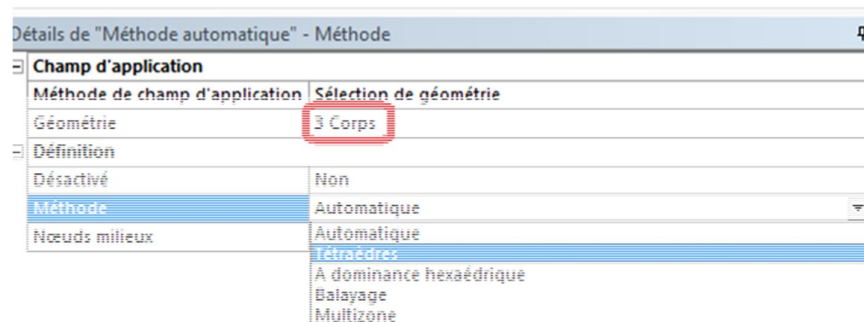 Détails de "Méthode automatique" - Méthode
Champ d'application
Méthode de champ d'application Sélection de géométrie
Géométrie 3 Corps
Définition
Désactivé Non
Méthode Automatique
Nœuds milieux Automatique
Tétraèdres
A dominance hexaédrique
Balayage
Multizone